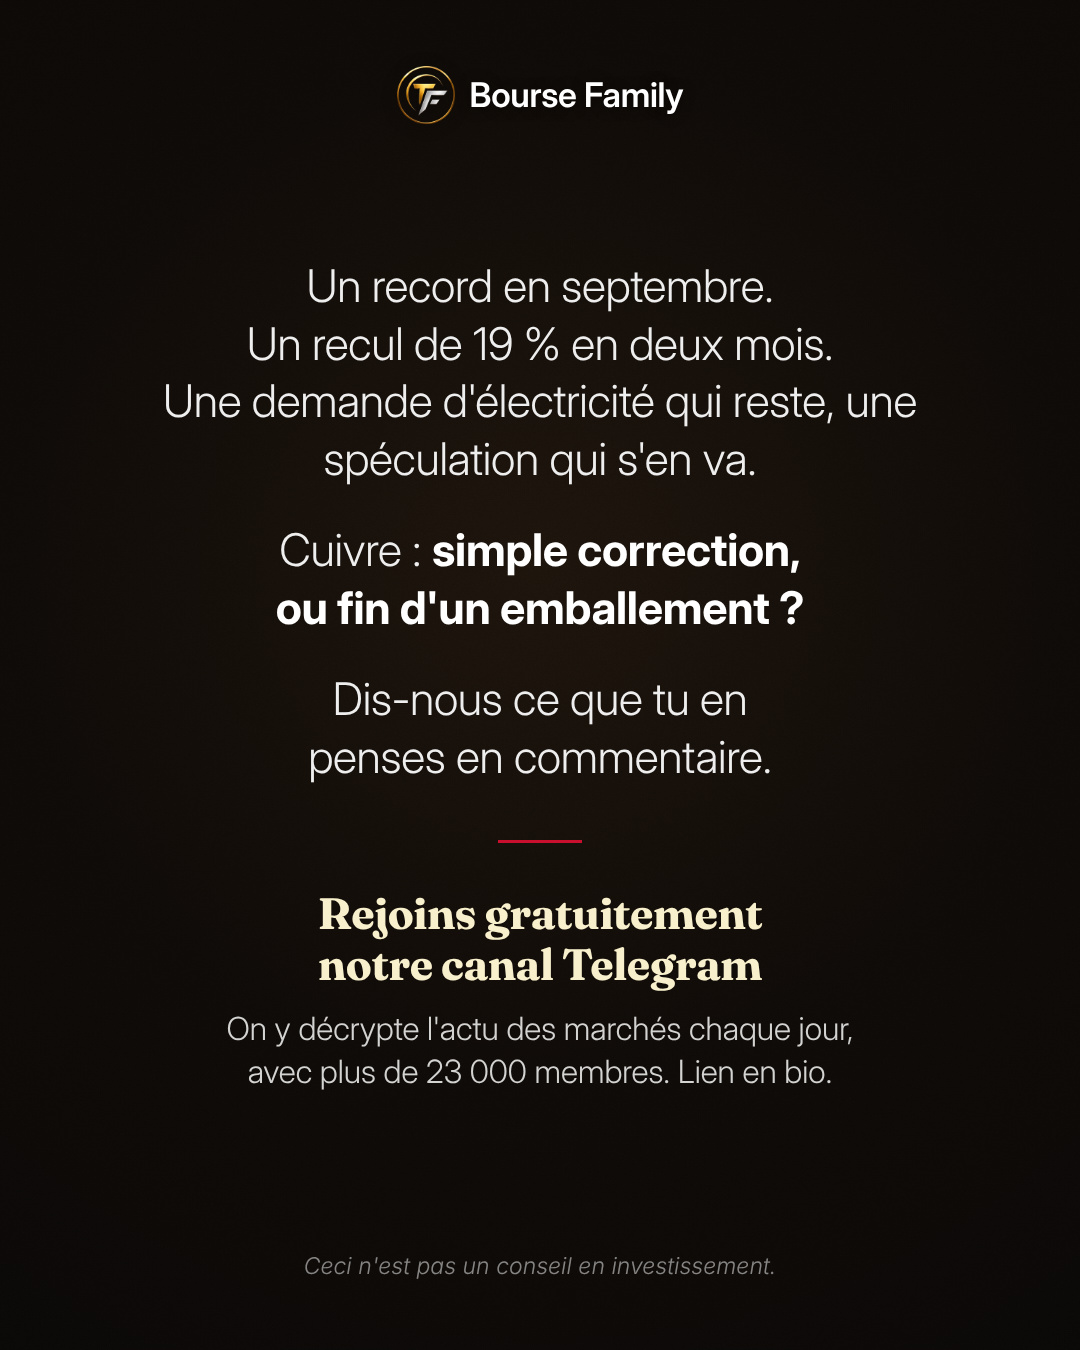 TF Bourse Family
Un record en septembre.
Un recul de 19 % en deux mois.
Une demande d'électricité qui reste, une
spéculation qui s'en va.
Cuivre : simple correction,
ou fin d'un emballement ?
Dis-nous ce que tu en
penses en commentaire.
Rejoins gratuitement
notre canal Telegram
On y décrypte l'actu des marchés chaque jour,
avec plus de 23 000 membres. Lien en bio.
Ceci n'est pas un conseil en investissement.